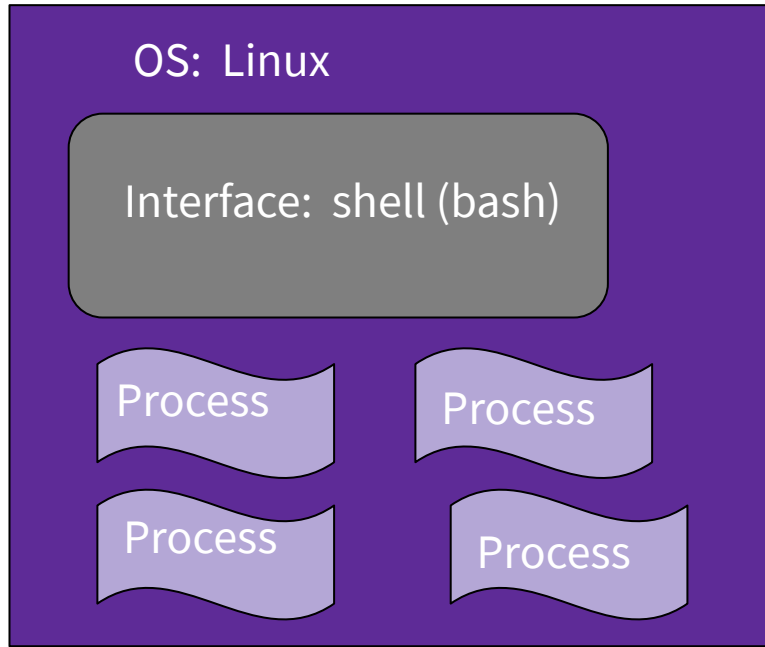 OS: Linux
Interface: shell (bash)
Process
Process
Process
Process